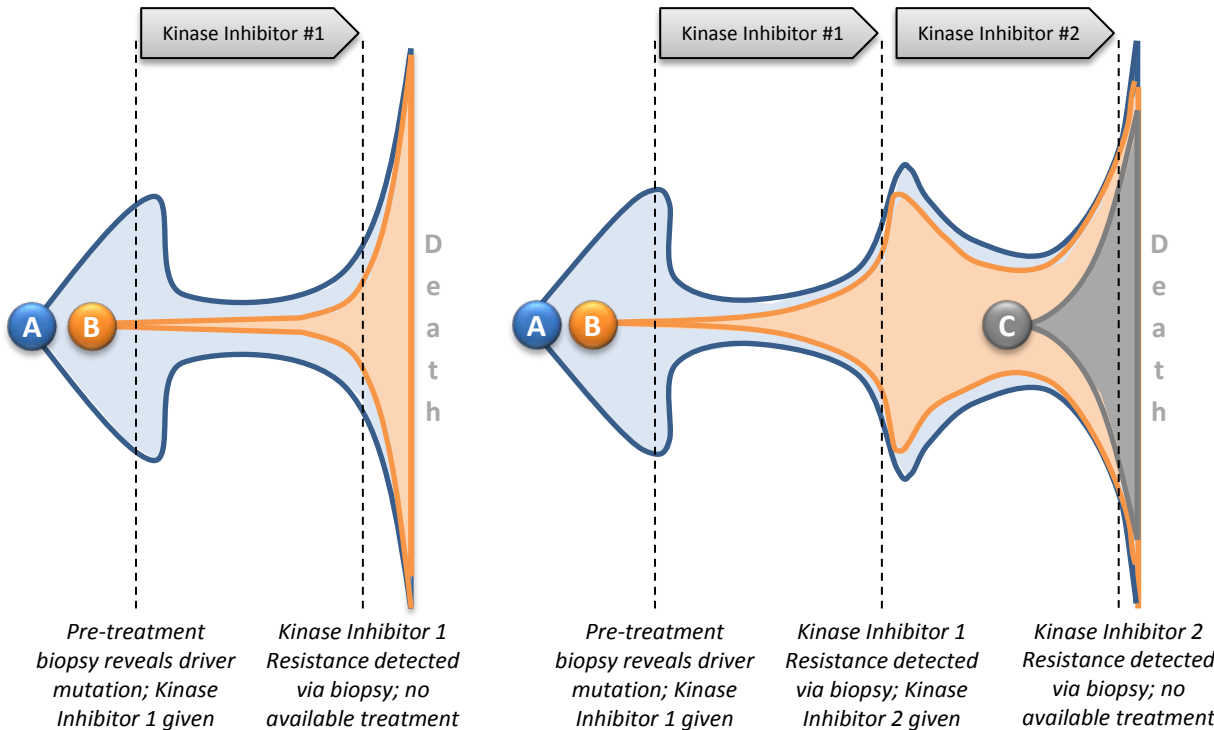 Kinase Inhibitor #1
A
B
D
e
a
t
h
Pre-treatment
biopsy reveals driver
mutation; Kinase
Inhibitor 1 given
Kinase Inhibitor 1
Resistance detected
via biopsy; no
available treatment
Kinase Inhibitor #1
Kinase Inhibitor #2
A
B
C
D
e
a
t
h
Pre-treatment
biopsy reveals driver
mutation; Kinase
Inhibitor 1 given
Kinase Inhibitor 1
Resistance detected
via biopsy; Kinase
Inhibitor 2 given
Kinase Inhibitor 2
Resistance detected
via biopsy; no
available treatment